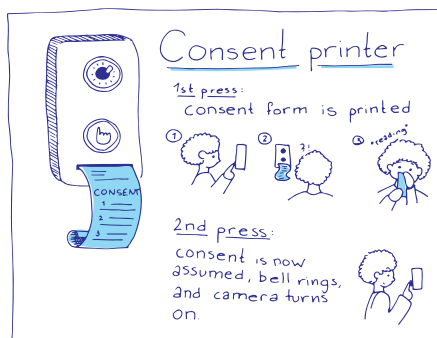 Consent printer
1st press:
consent form is printed
CONSENT
1
2
3
1
2
?!
3
"reading"
2nd press:
consent is now
assumed, bell rings,
and camera turns
on.